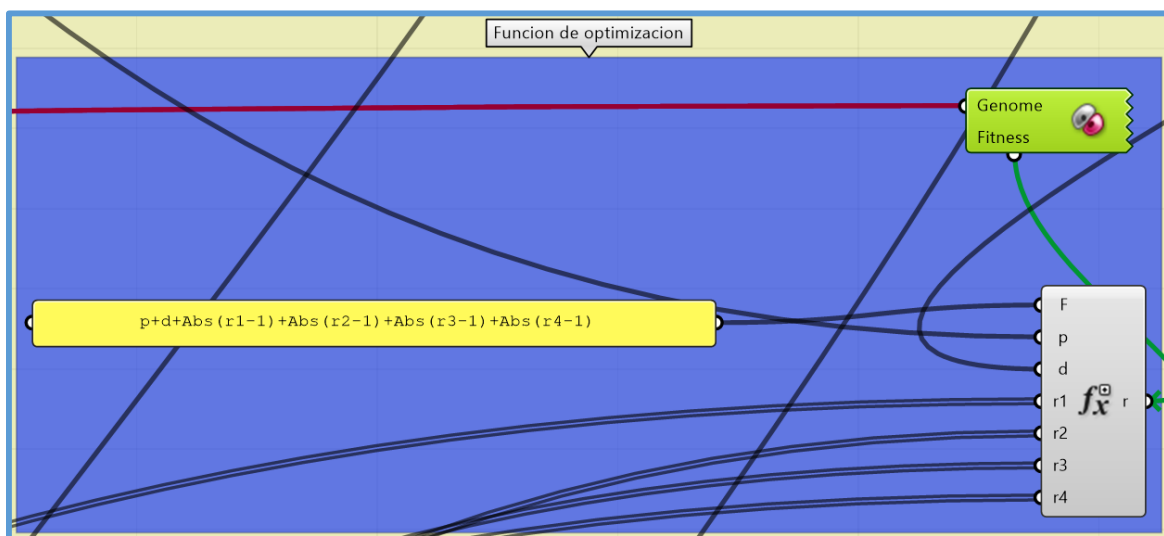 Funcion de optimizacion
Genome
Fitness
p+d+Abs(r1-1)+Abs(r2-1)+Abs(r3-1)+Abs(r4-1)
F
p
d
r1
r2
r3
r4
fx
r